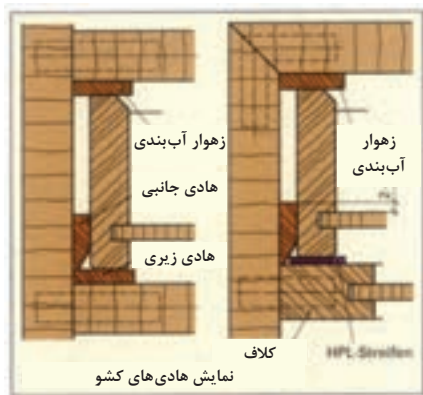 زهوار آب‌بندی
هادی جانبی
هادی زیری
زهوار
آب‌بندی
کلاف
HPL-Streifen
نمایش هادی‌های کشو